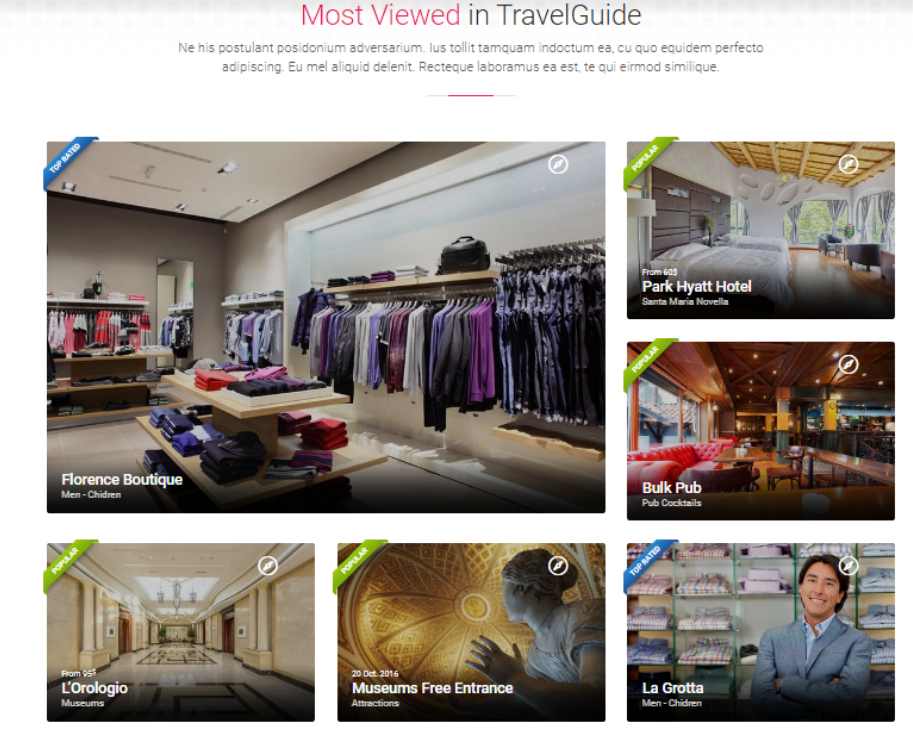 Most Viewed in TravelGuide
Ne his postulant posidonium adversarium. Ius tollit tamquam indoctum ea, cu quo equidem perfecto
adipiscing. Eu mel aliquid delenit. Recteque laboramus ea est, te qui eirmod similique.
TOP RATED
Florence Boutique
Men - Chidren
POPULAR
From 60$
Park Hyatt Hotel
Santa Maria Novella
POPULAR
Bulk Pub
Pub Cocktails
POPULAR
From 95$
L'Orologio
Museums
POPULAR
20 Oct. 2016
Museums Free Entrance
Attractions
TOP RATED
La Grotta
Men - Chidren